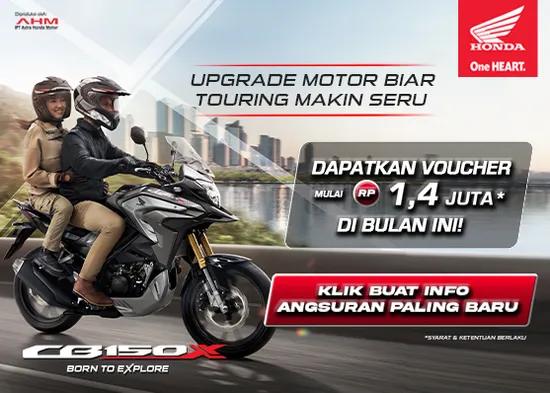 Diproduksi oleh:
AHM
PT Astra Honda Motor
HONDA
One HEART.
UPGRADE MOTOR BIAR
TOURING MAKIN SERU
DAPATKAN VOUCHER
MULAI RP 1,4 JUTA*
DI BULAN INI!
KLIK BUAT INFO
ANGSURAN PALING BARU
*SYARAT & KETENTUAN BERLAKU
CB150X
BORN TO EXPLORE